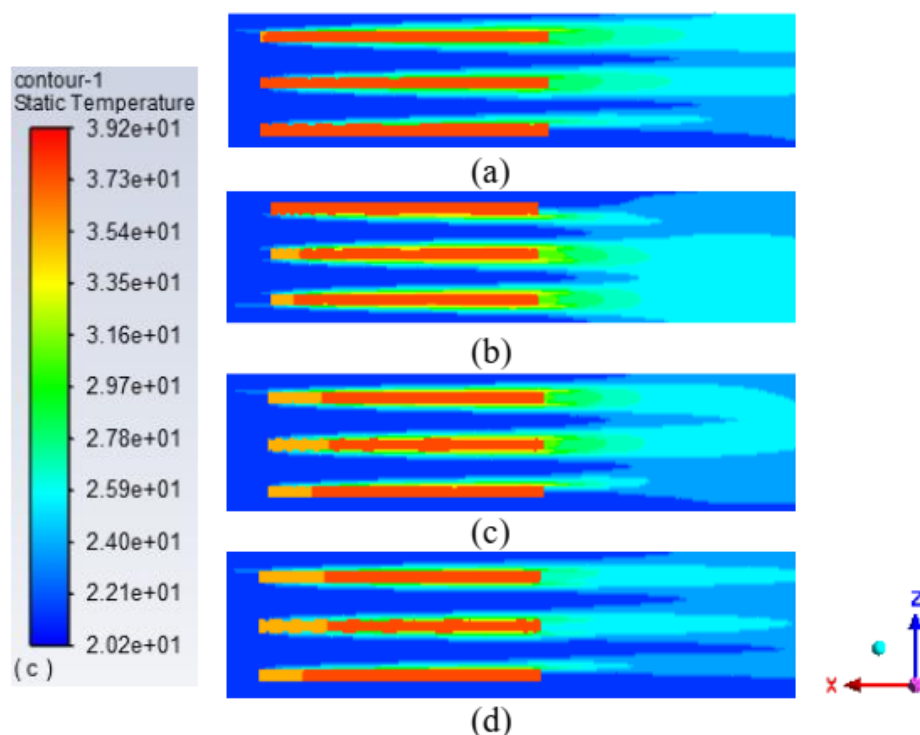 contour-1
Static Temperature
3.92e+01
3.73e+01
3.54e+01
3.35e+01
3.16e+01
2.97e+01
2.78e+01
2.59e+01
2.40e+01
2.21e+01
2.02e+01
( c )
(a)
(b)
(c)
(d)
Z
X